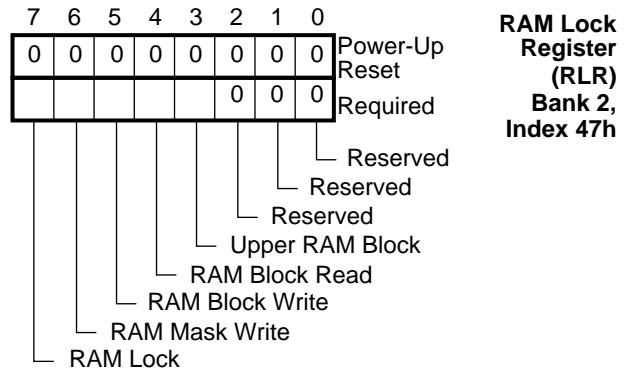 7 6 5 4 3 2 1 0
0 0 0 0 0 0 0 0 Power-Up
Reset
0 0 0 Required
Reserved
Reserved
Reserved
Upper RAM Block
RAM Block Read
RAM Block Write
RAM Mask Write
RAM Lock
RAM Lock
Register
(RLR)
Bank 2,
Index 47h